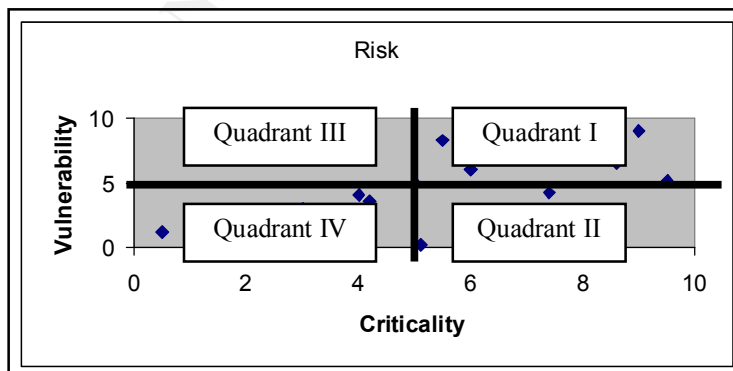 Risk
Vulnerability
10
5
0
Quadrant III
Quadrant I
Quadrant IV
Quadrant II
0
2
4
6
8
10
Criticality